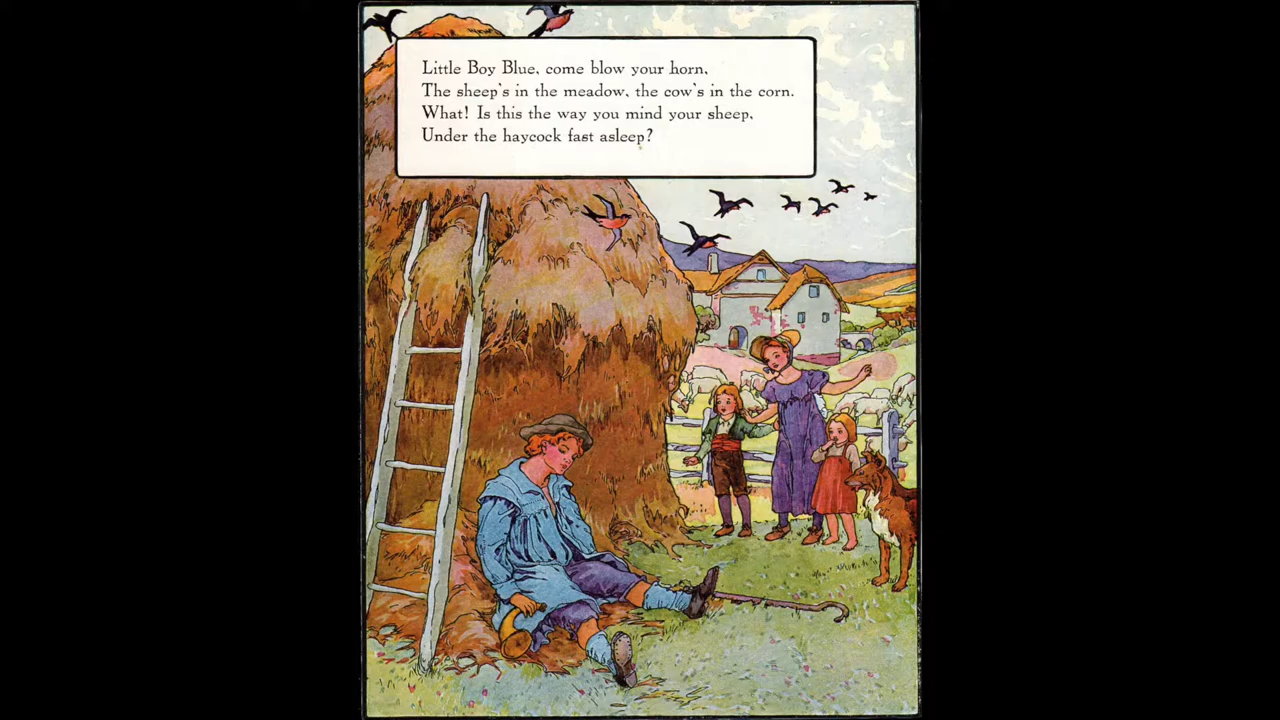 Little Boy Blue, come blow your horn,
The sheep's in the meadow, the cow's in the corn.
What! Is this the way you mind your sheep,
Under the haycock fast asleep?